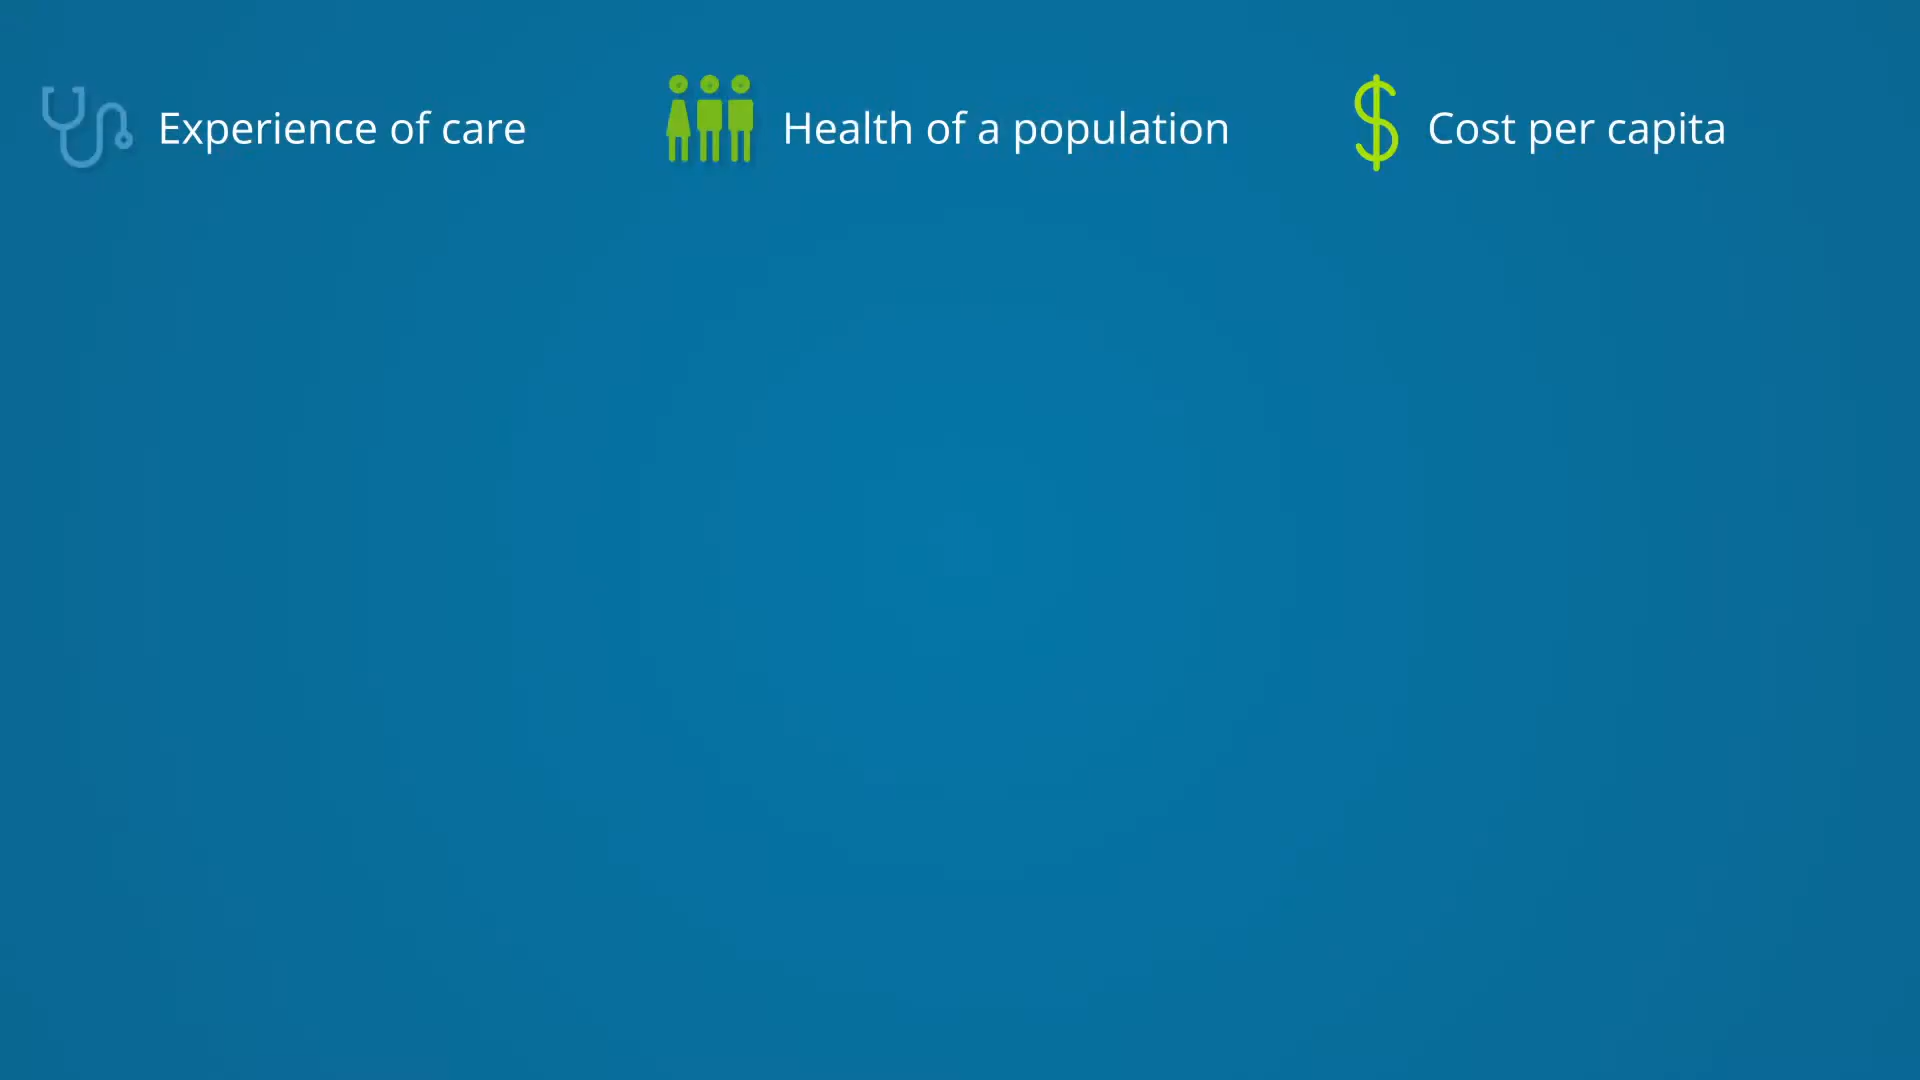 Experience of care
Health of a population
Cost per capita